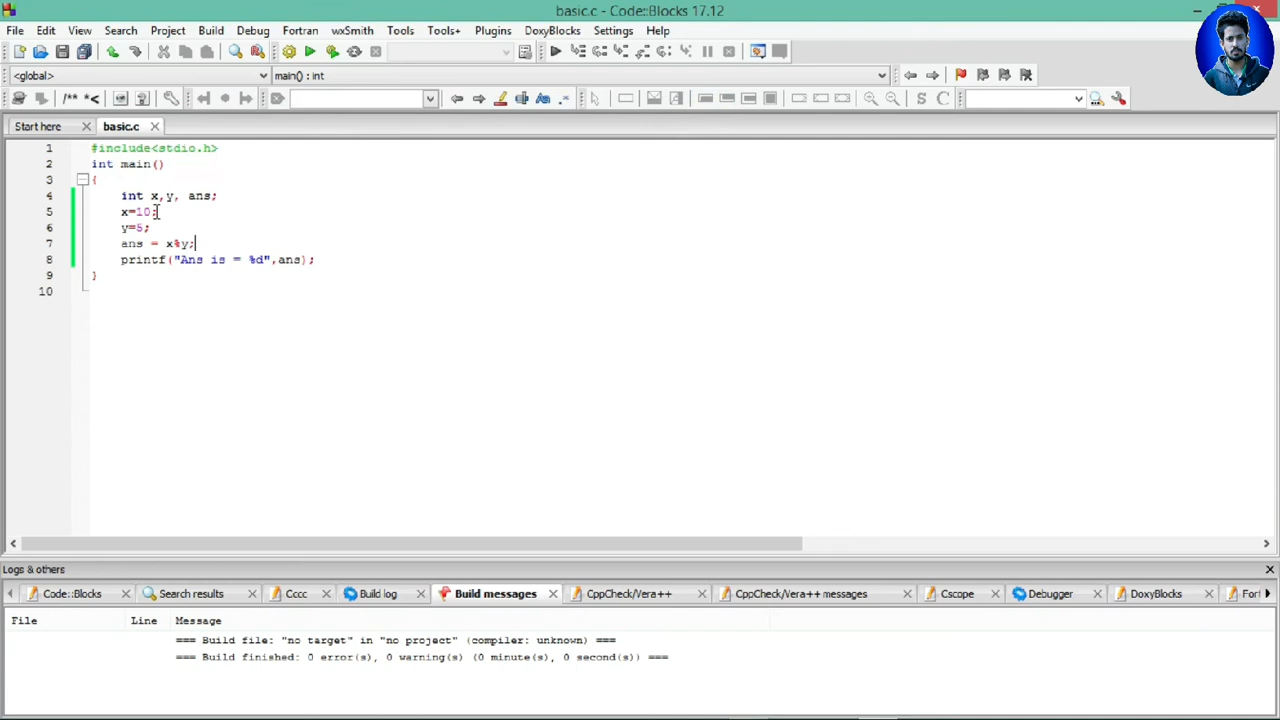 basic.c - Code::Blocks 17.12
File Edit View Search Project Build Debug Fortran wxSmith Tools Tools+ Plugins DoxyBlocks Settings Help
<global> main() : int
/** *< S C
Start here basic.c
1 #include<stdio.h>
2 int main()
3 {
4 int x,y, ans;
5 x=10;
6 y=5;
7 ans = x%y;
8 printf("Ans is = %d",ans);
9 }
10
Logs & others
Code::Blocks Search results Cccc Build log Build messages CppCheck/Vera++ CppCheck/Vera++ messages Cscope Debugger DoxyBlocks Fort
File Line Message
=== Build file: "no target" in "no project" (compiler: unknown) ===
=== Build finished: 0 error(s), 0 warning(s) (0 minute(s), 0 second(s)) ===